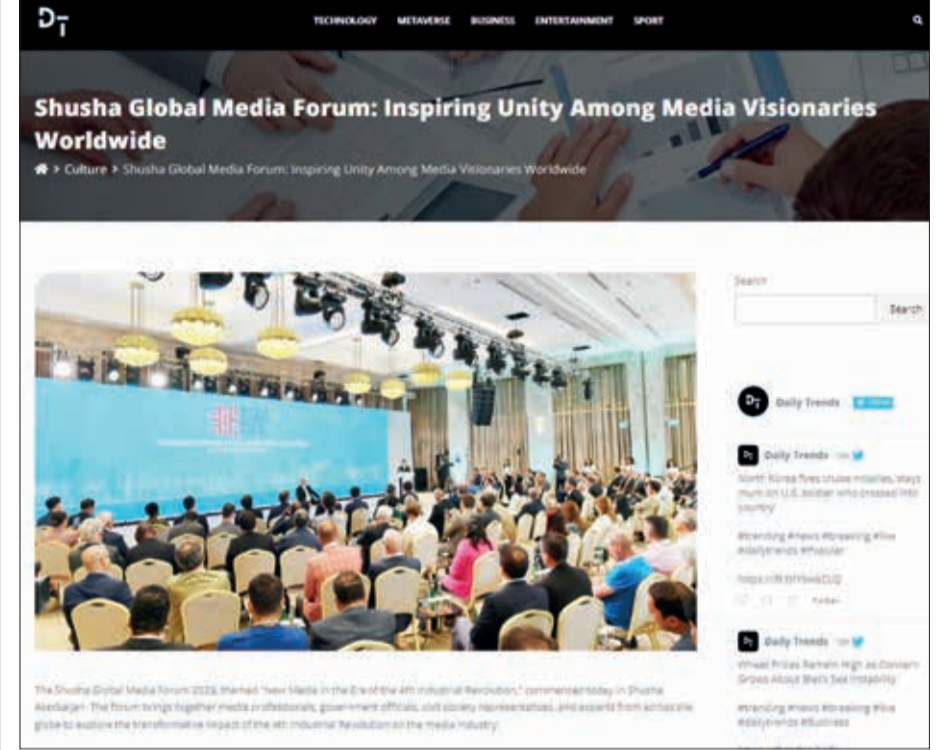 DT
TECHNOLOGY METAVERSE BUSINESS ENTERTAINMENT SPORT
Shusha Global Media Forum: Inspiring Unity Among Media Visionaries
Worldwide
> Culture > Shusha Global Media Forum: Inspiring Unity Among Media Visionaries Worldwide
Search
Search
DT Daily Trends
DT Daily Trends
North Korea fires cruise missiles, stays
mum on U.S. soldier who crossed into
country
#trending #news #breaking #live
#dailytrends #Popular
Twitter
DT Daily Trends
Wheat Prices Remain High as Concern
Grows About Black Sea Instability
#trending #news #breaking #live
#dailytrends #Business
The Shusha Global Media Forum 2023, themed "New Media in the Era of the 4th Industrial Revolution," commenced today in Shusha,
Azerbaijan. The forum brings together media professionals, government officials, civil society representatives, and experts from across the
globe to explore the transformative impact of the 4th Industrial Revolution on the media industry.